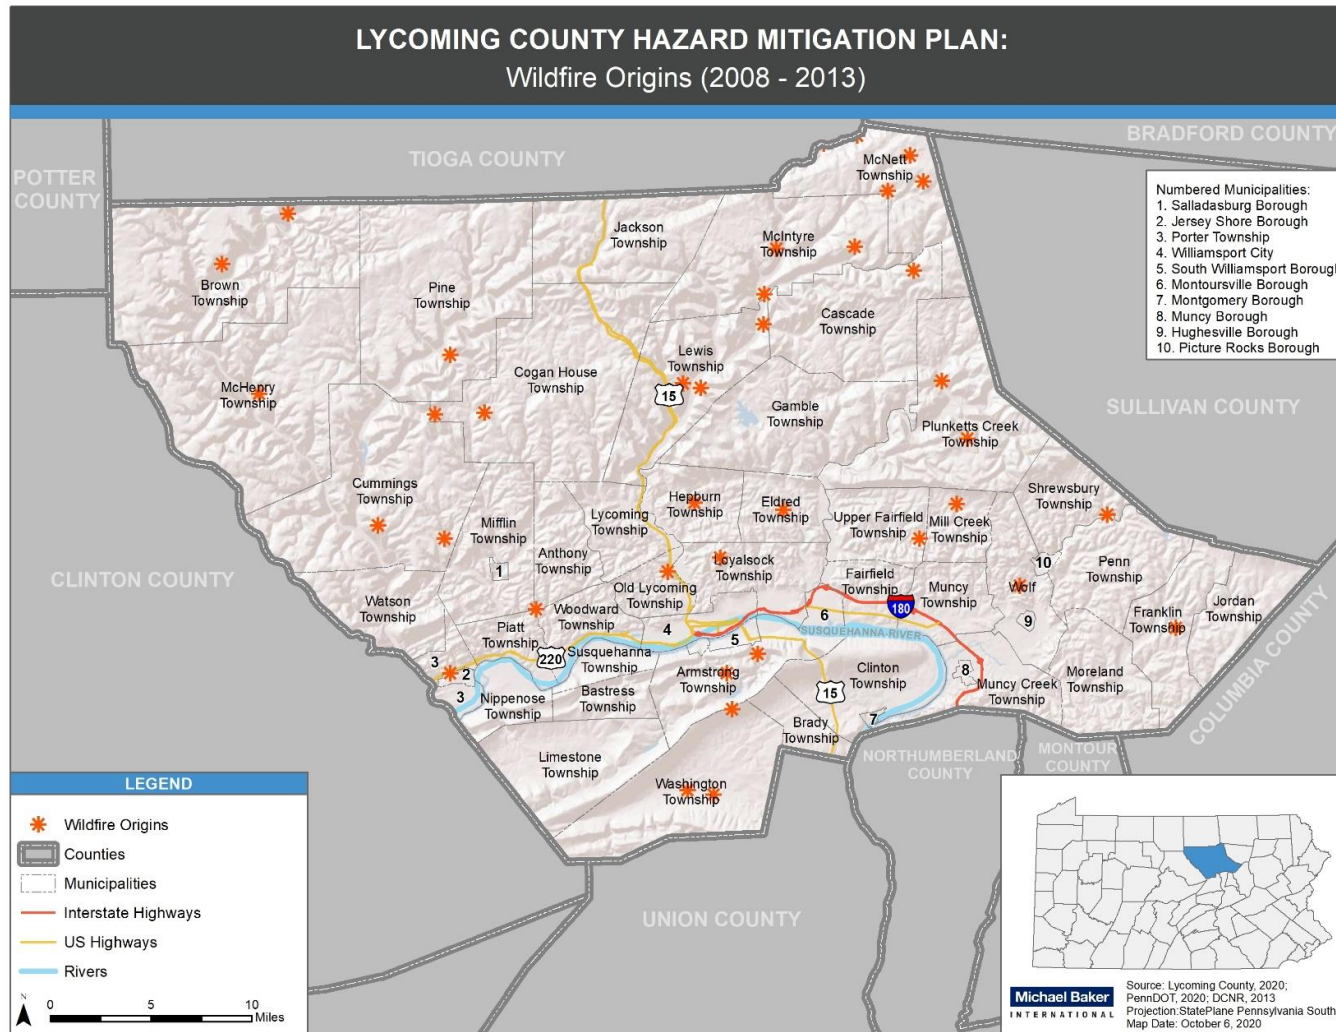 LYCOMING COUNTY HAZARD MITIGATION PLAN:
Wildfire Origins (2008 - 2013)
BRADFORD COUNTY
TIOGA COUNTY
POTTER
COUNTY
McNett
Township
Numbered Municipalities:
1. Salladasburg Borough
2. Jersey Shore Borough
3. Porter Township
4. Williamsport City
5. South Williamsport Borough
6. Montoursville Borough
7. Montgomery Borough
8. Muncy Borough
9. Hughesville Borough
10. Picture Rocks Borough
Jackson
Township
McIntyre
Township
Brown
Township
Pine
Township
Cascade
Township
Lewis
Township
Cogan House
Township
McHenry
Township
15
Gamble
Township
SULLIVAN COUNTY
Plunketts Creek
Township
Cummings
Township
Shrewsbury
Township
Hepburn
Township
Eldred
Township
Lycoming
Township
Upper Fairfield
Township
Mill Creek
Township
Mifflin
Township
Anthony
Township
Loyalsock
Township
10
Penn
Township
1
CLINTON COUNTY
Fairfield
Township
Muncy
Township
Wolf
Old Lycoming
Township
Watson
Township
Woodward
Township
180
Franklin
Township
Jordan
Township
Piatt
Township
4
5
6
SUSQUEHANNA RIVER
9
220
Susquehanna
Township
3
2
3
Armstrong
Township
Clinton
Township
8
Moreland
Township
COLUMBIA COUNTY
Nippenose
Township
Bastress
Township
15
Muncy Creek
Township
7
Brady
Township
Limestone
Township
NORTHUMBERLAND
COUNTY
MONTOUR
COUNTY
Washington
Township
UNION COUNTY
LEGEND
Wildfire Origins
Counties
Municipalities
Interstate Highways
US Highways
Rivers
N
0 5 10
Miles
Michael Baker
INTERNATIONAL
Source: Lycoming County, 2020;
PennDOT, 2020; DCNR, 2013
Projection:StatePlane Pennsylvania South
Map Date: October 6, 2020